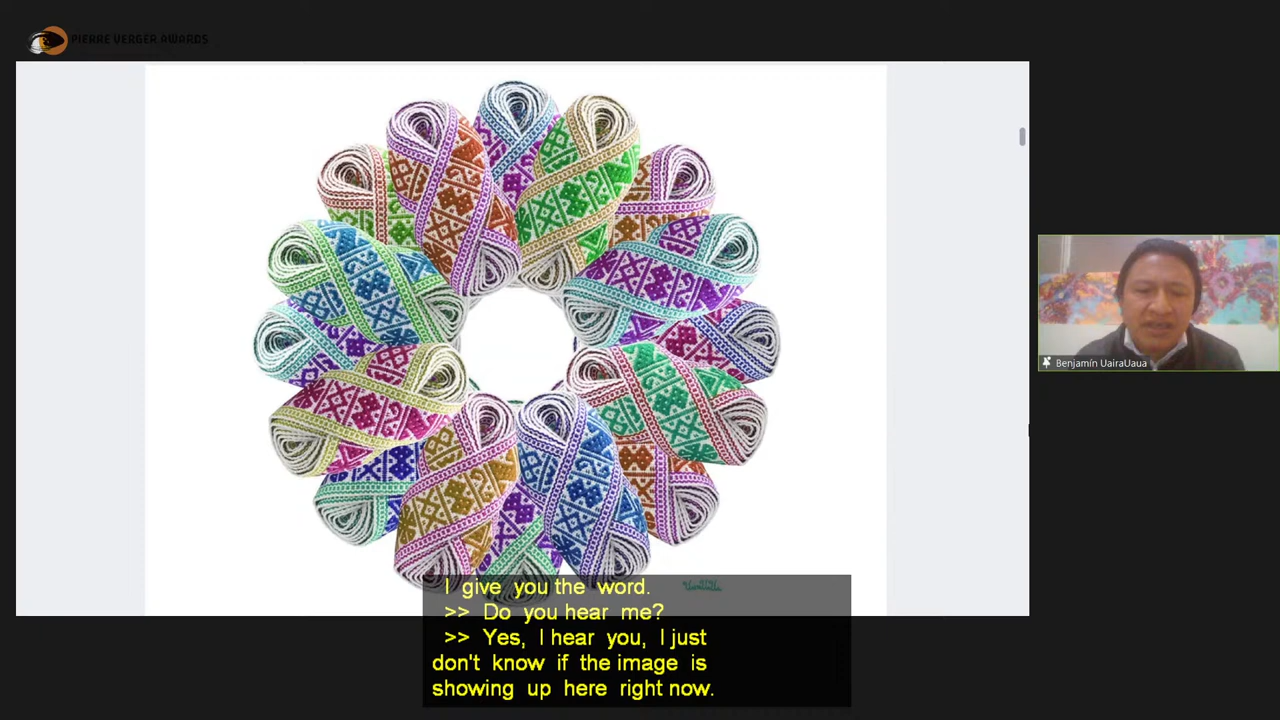 PIERRE VERGER AWARDS
Benjamín UairaUaua
I give you the word.
>> Do you hear me?
>> Yes, I hear you, I just
don't know if the image is
showing up here right now.